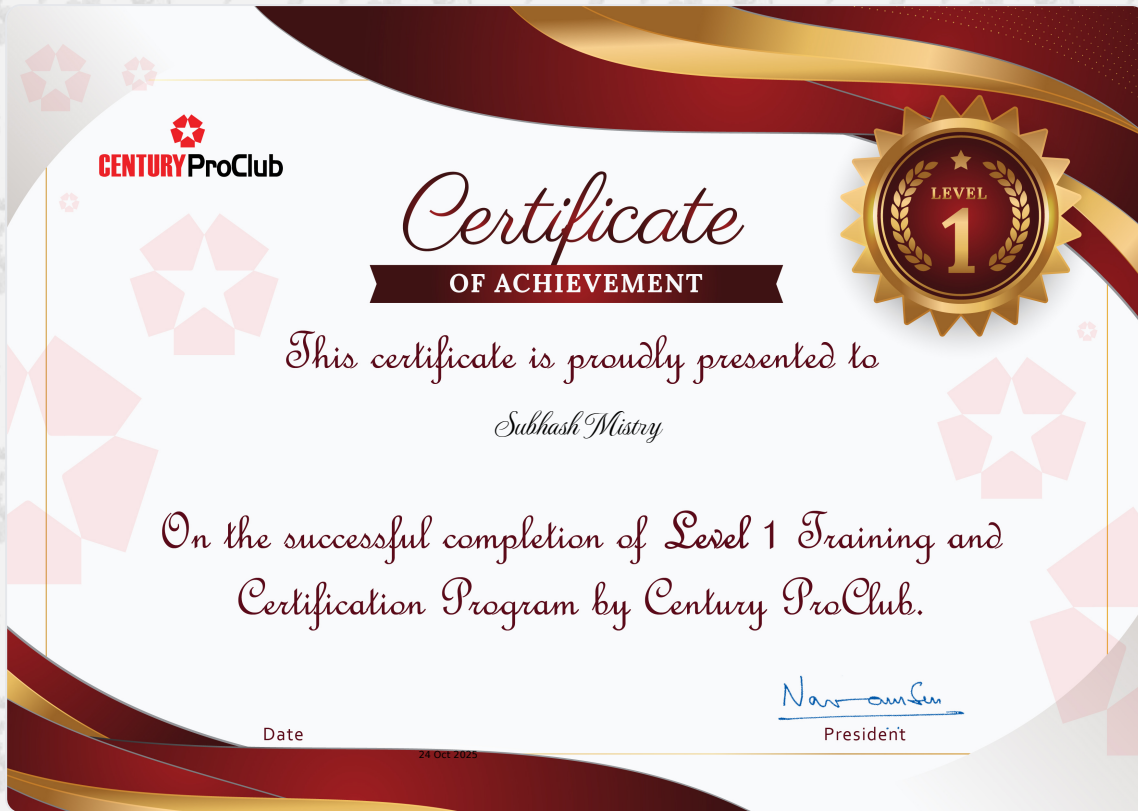 CENTURY ProClub
LEVEL
1
Certificate
OF ACHIEVEMENT
This certificate is proudly presented to
Subhash Mistry
On the successful completion of Level 1 Training and
Certification Program by Century ProClub.
Date
President
24 Oct 2025